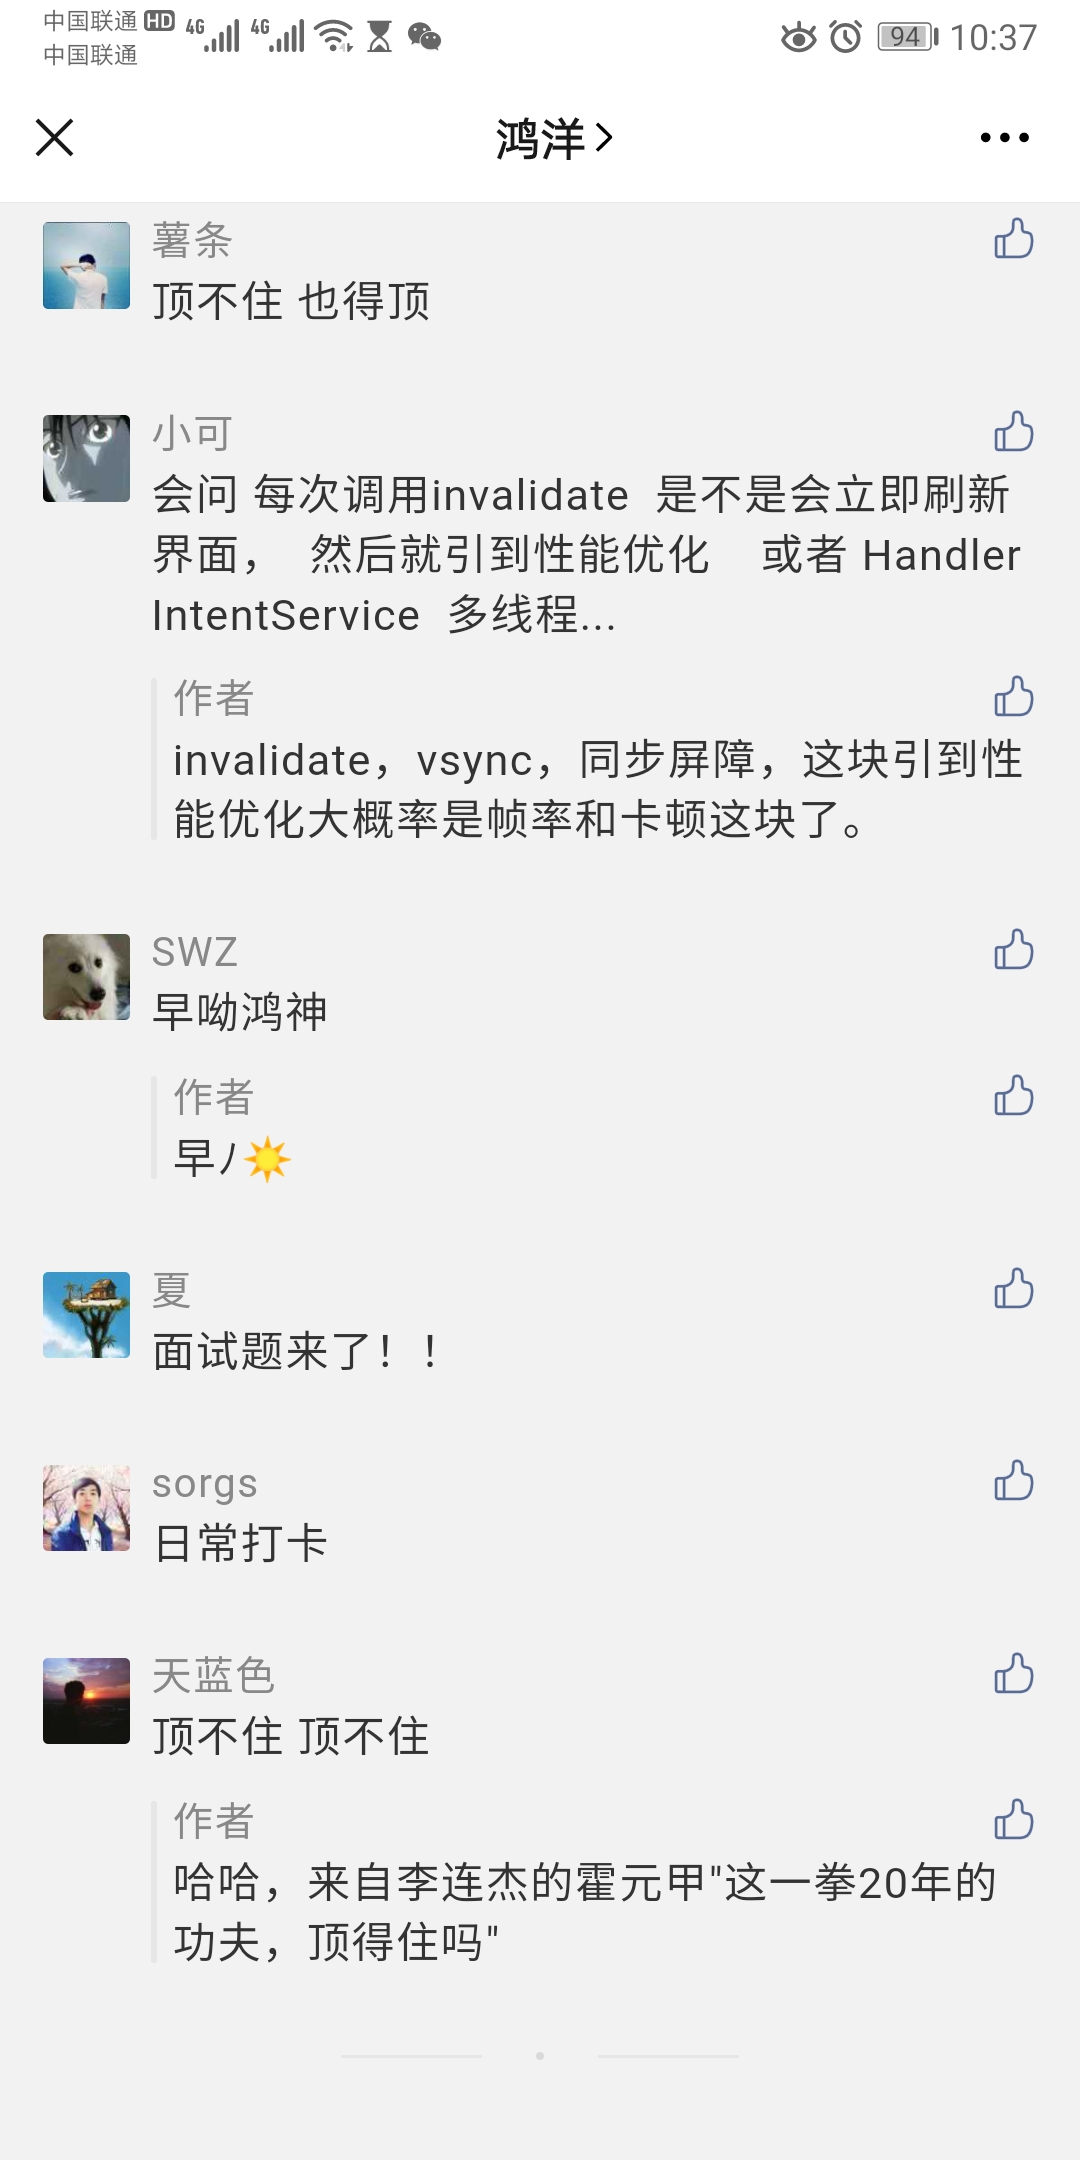 中国联通 HD 4G 4G 94 10:37
中国联通
鸿洋
薯条
顶不住 也得顶
小可
会问 每次调用invalidate 是不是会立即刷新
界面， 然后就引到性能优化 或者 Handler
IntentService 多线程...
作者
invalidate，vsync，同步屏障，这块引到性
能优化大概率是帧率和卡顿这块了。
SWZ
早呦鸿神
作者
早ﾉ☀
夏
面试题来了！！
sorgs
日常打卡
天蓝色
顶不住 顶不住
作者
哈哈，来自李连杰的霍元甲"这一拳20年的
功夫，顶得住吗"